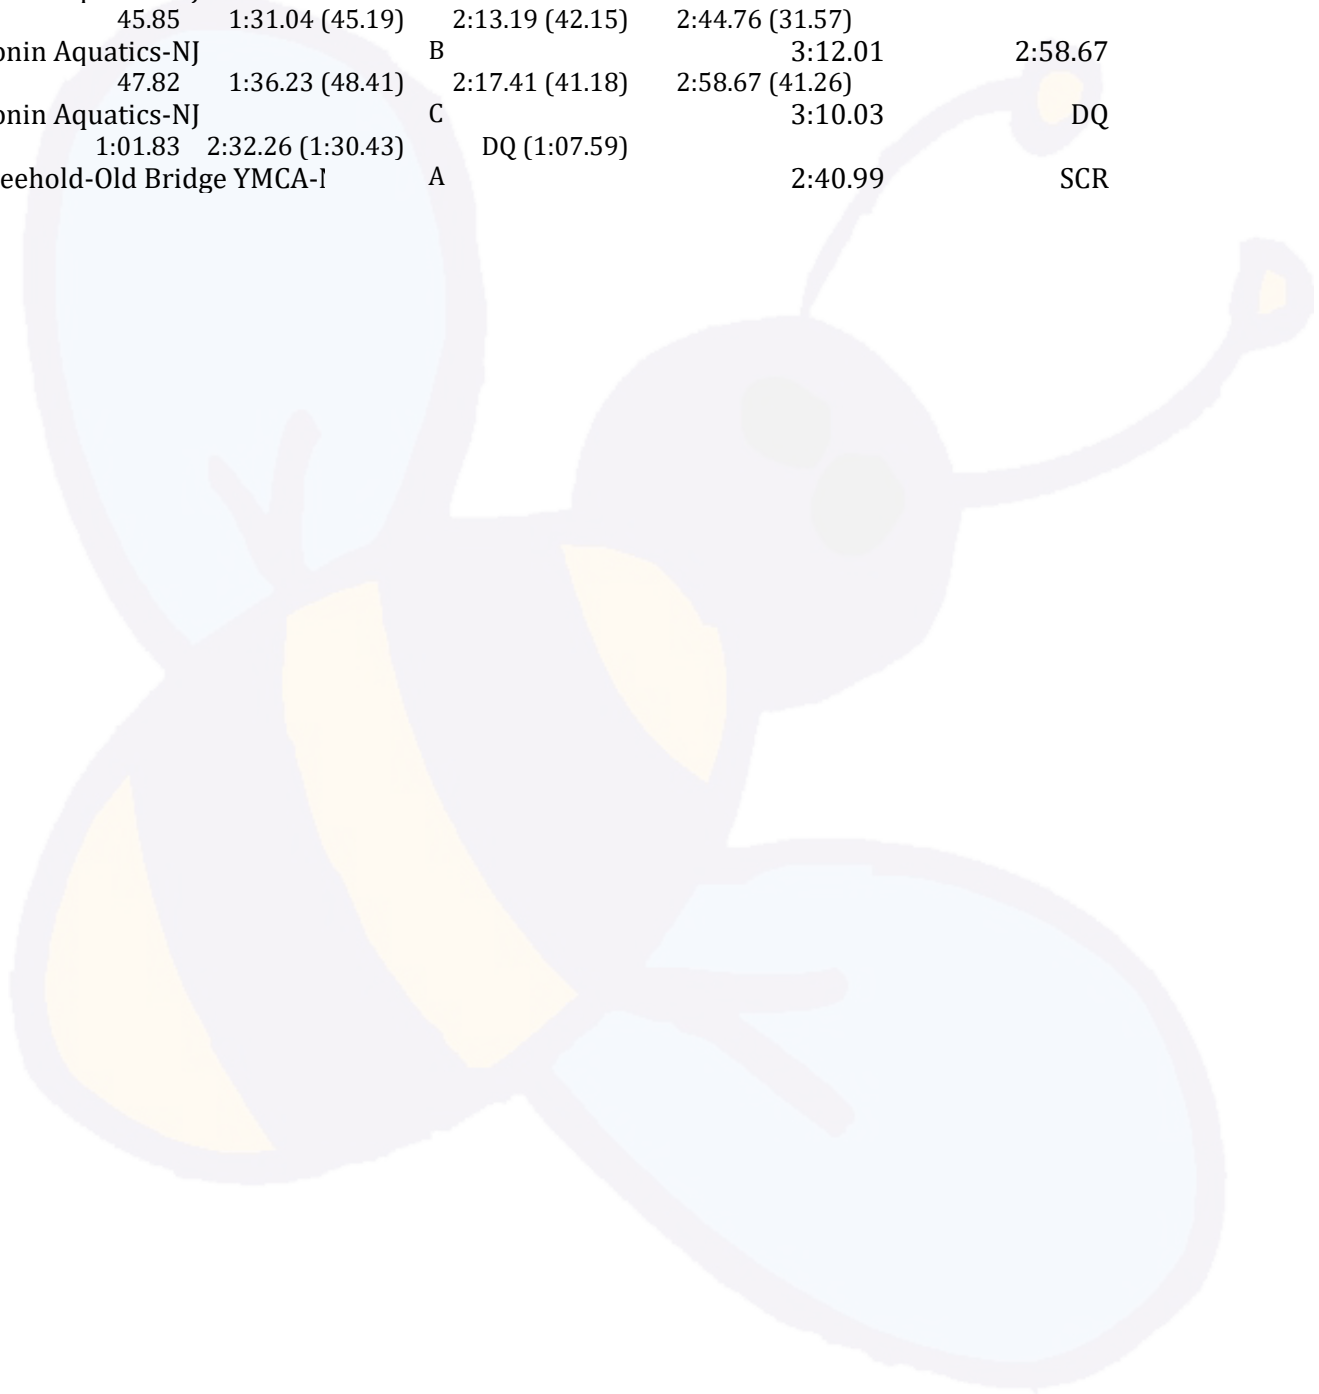 45.85 1:31.04 (45.19) 2:13.19 (42.15) 2:44.76 (31.57)
onin Aquatics-NJ B 3:12.01 2:58.67
47.82 1:36.23 (48.41) 2:17.41 (41.18) 2:58.67 (41.26)
onin Aquatics-NJ C 3:10.03 DQ
1:01.83 2:32.26 (1:30.43) DQ (1:07.59)
eehold-Old Bridge YMCA-N A 2:40.99 SCR